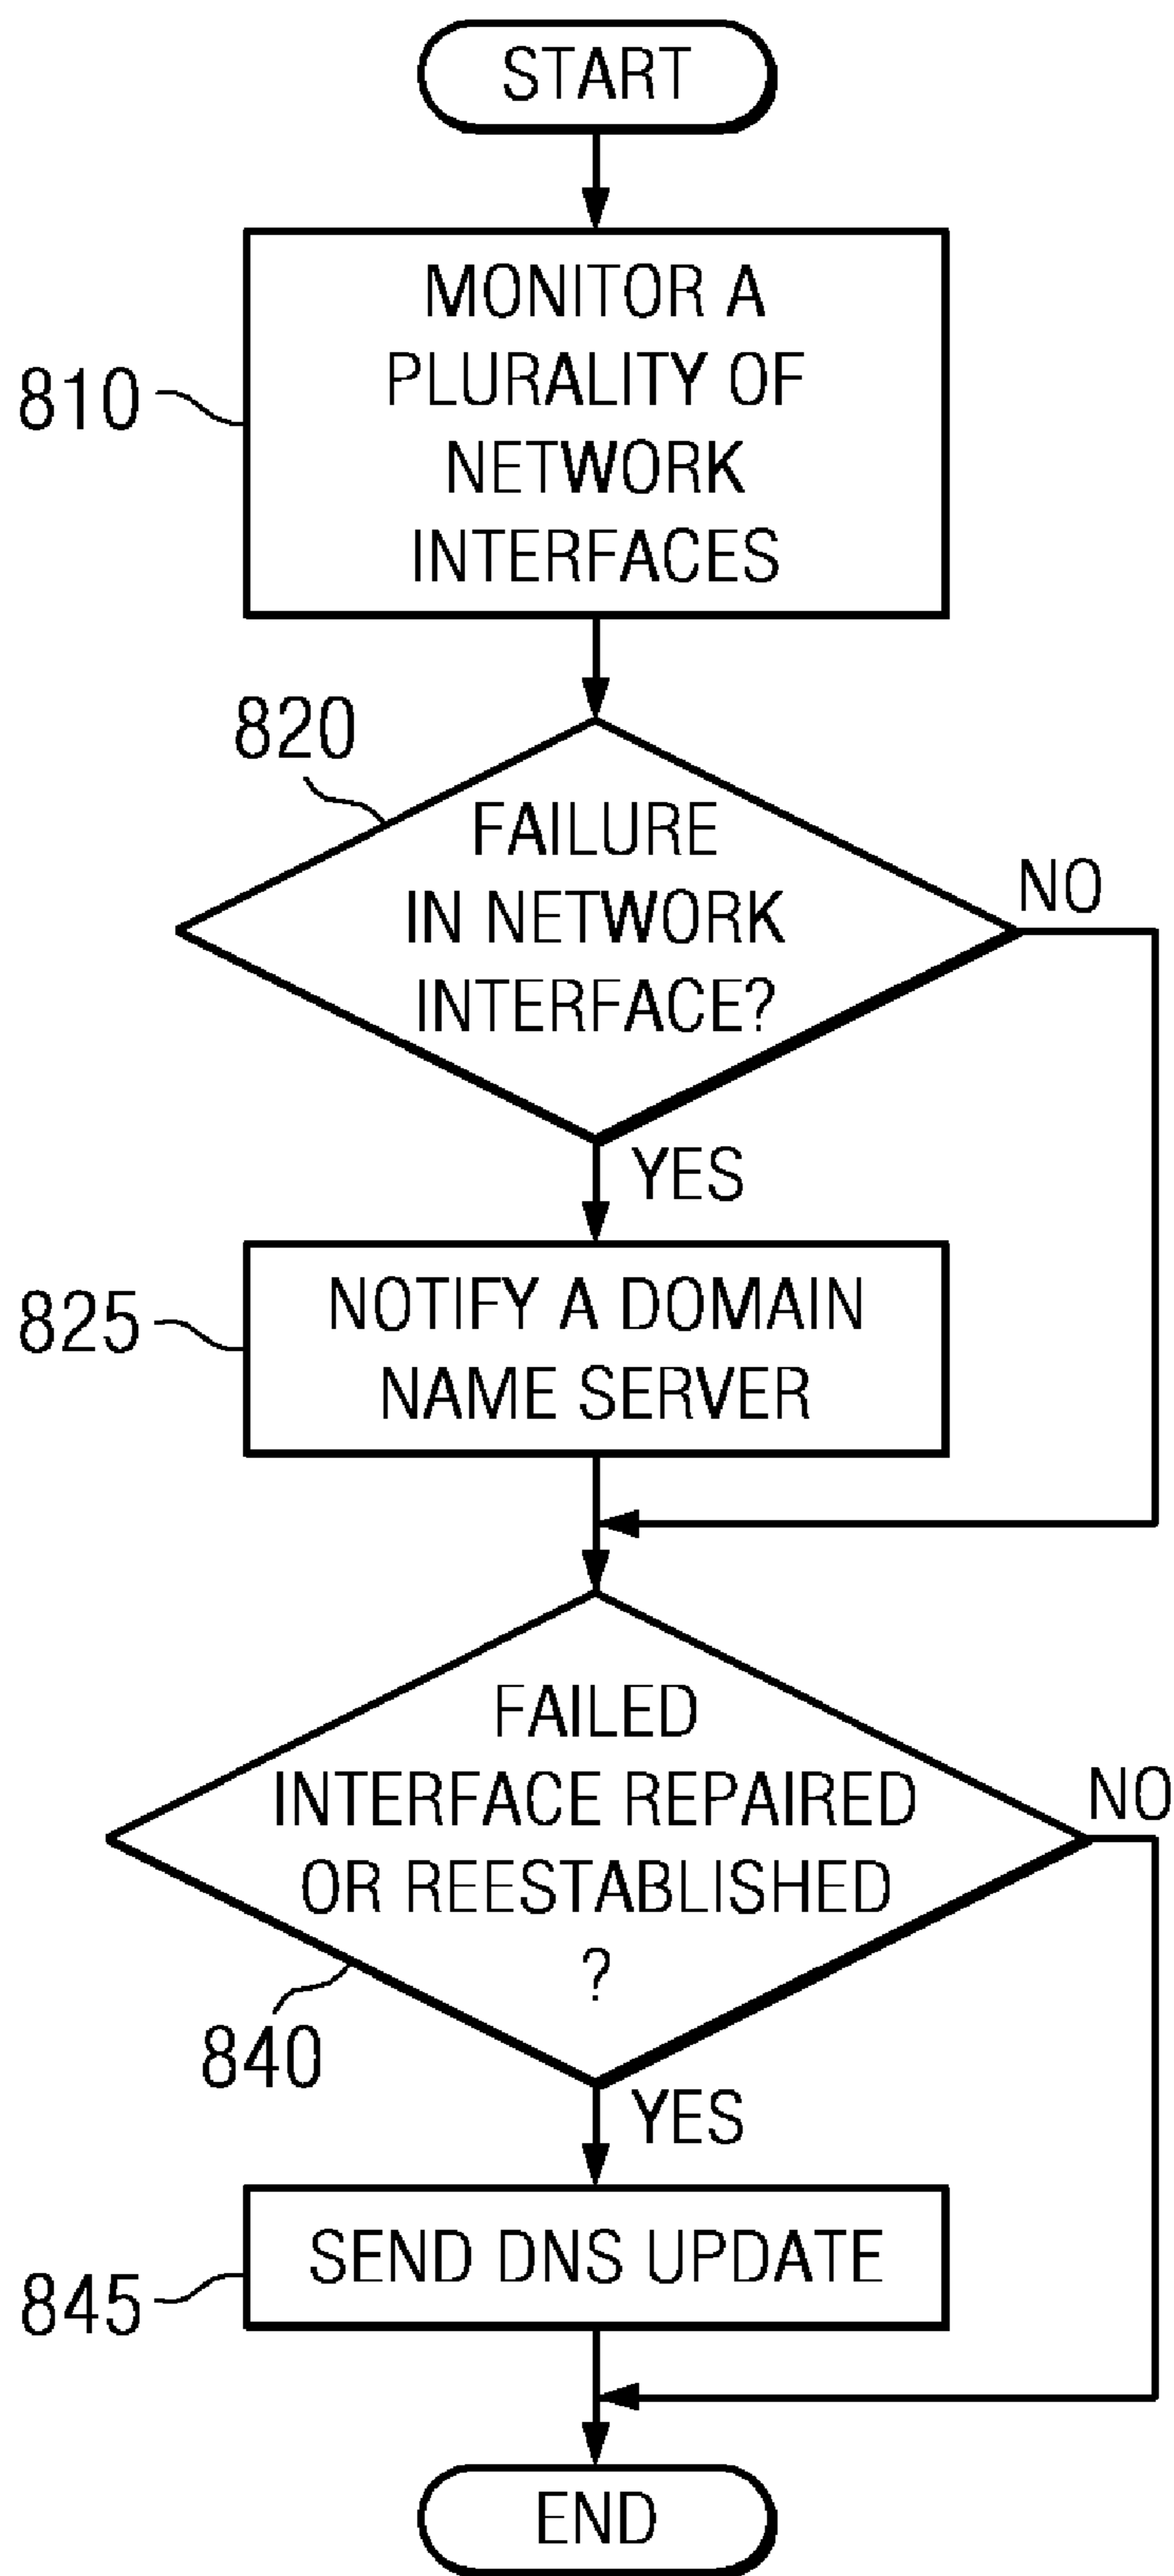 START
MONITOR A
PLURALITY OF
NETWORK
INTERFACES
810
820
FAILURE
IN NETWORK
INTERFACE?
NO
YES
825
NOTIFY A DOMAIN
NAME SERVER
FAILED
INTERFACE REPAIRED
OR REESTABLISHED
?
NO
840
YES
SEND DNS UPDATE
845
END